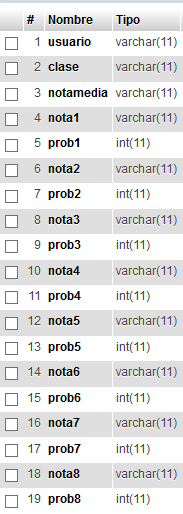 # Nombre Tipo
1 usuario varchar(11)
2 clase varchar(11)
3 notamedia varchar(11)
4 nota1 varchar(11)
5 prob1 int(11)
6 nota2 varchar(11)
7 prob2 int(11)
8 nota3 varchar(11)
9 prob3 int(11)
10 nota4 varchar(11)
11 prob4 int(11)
12 nota5 varchar(11)
13 prob5 int(11)
14 nota6 varchar(11)
15 prob6 int(11)
16 nota7 varchar(11)
17 prob7 int(11)
18 nota8 varchar(11)
19 prob8 int(11)